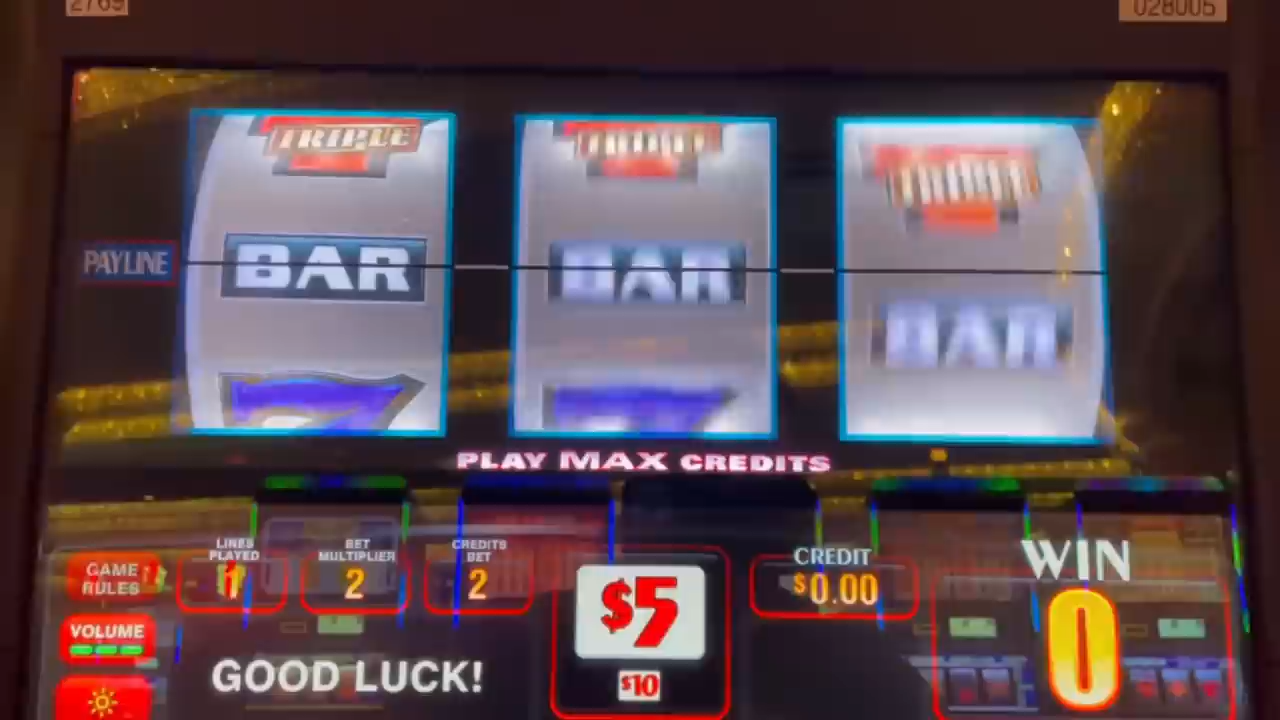 2769
028005
TRIPLE
PAYLINE
BAR
BAR
BAR
PLAY MAX CREDITS
GAME
RULES
LINES
PLAYED
1
BET
MULTIPLIER
2
CREDITS
BET
2
$5
$10
CREDIT
$0.00
WIN
0
VOLUME
GOOD LUCK!